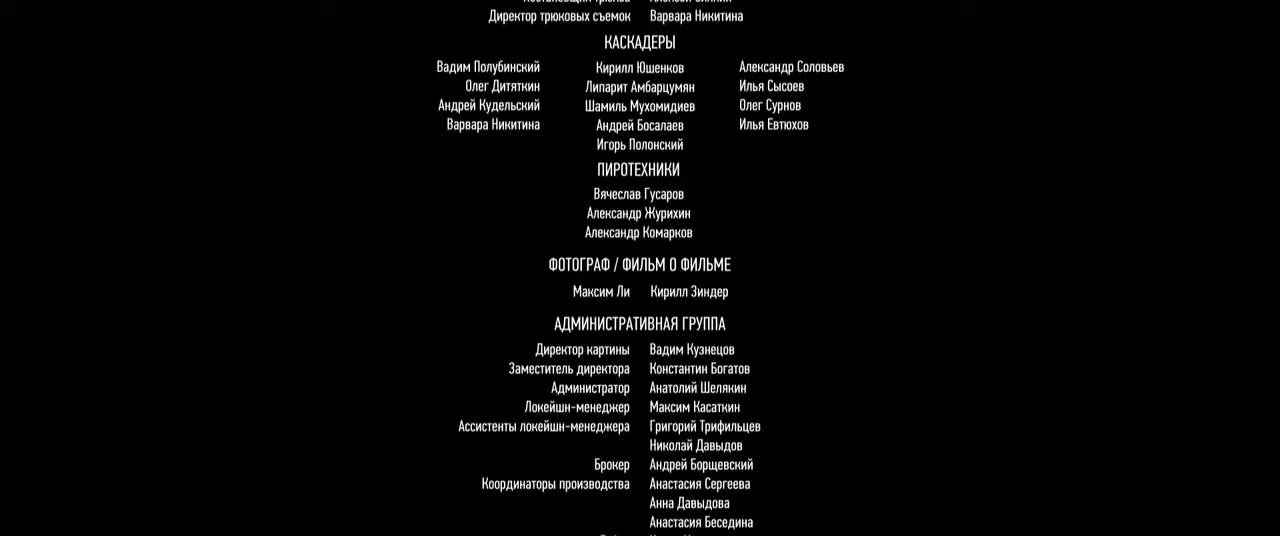 Директор трюковых съемок Варвара Никитина
КАСКАДЕРЫ
Вадим Полубинский Кирилл Юшенков Александр Соловьев
Олег Дитяткин Липарит Амбарцумян Илья Сысоев
Андрей Кудельский Шамиль Мухомидиев Олег Сурнов
Варвара Никитина Андрей Босалаев Илья Евтюхов
Игорь Полонский
ПИРОТЕХНИКИ
Вячеслав Гусаров
Александр Журихин
Александр Комарков
ФОТОГРАФ / ФИЛЬМ О ФИЛЬМЕ
Максим Ли Кирилл Зиндер
АДМИНИСТРАТИВНАЯ ГРУППА
Директор картины Вадим Кузнецов
Заместитель директора Константин Богатов
Администратор Анатолий Шелякин
Локейшн-менеджер Максим Касаткин
Ассистенты локейшн-менеджера Григорий Трифильцев
Николай Давыдов
Брокер Андрей Борщевский
Координаторы производства Анастасия Сергеева
Анна Давыдова
Анастасия Беседина